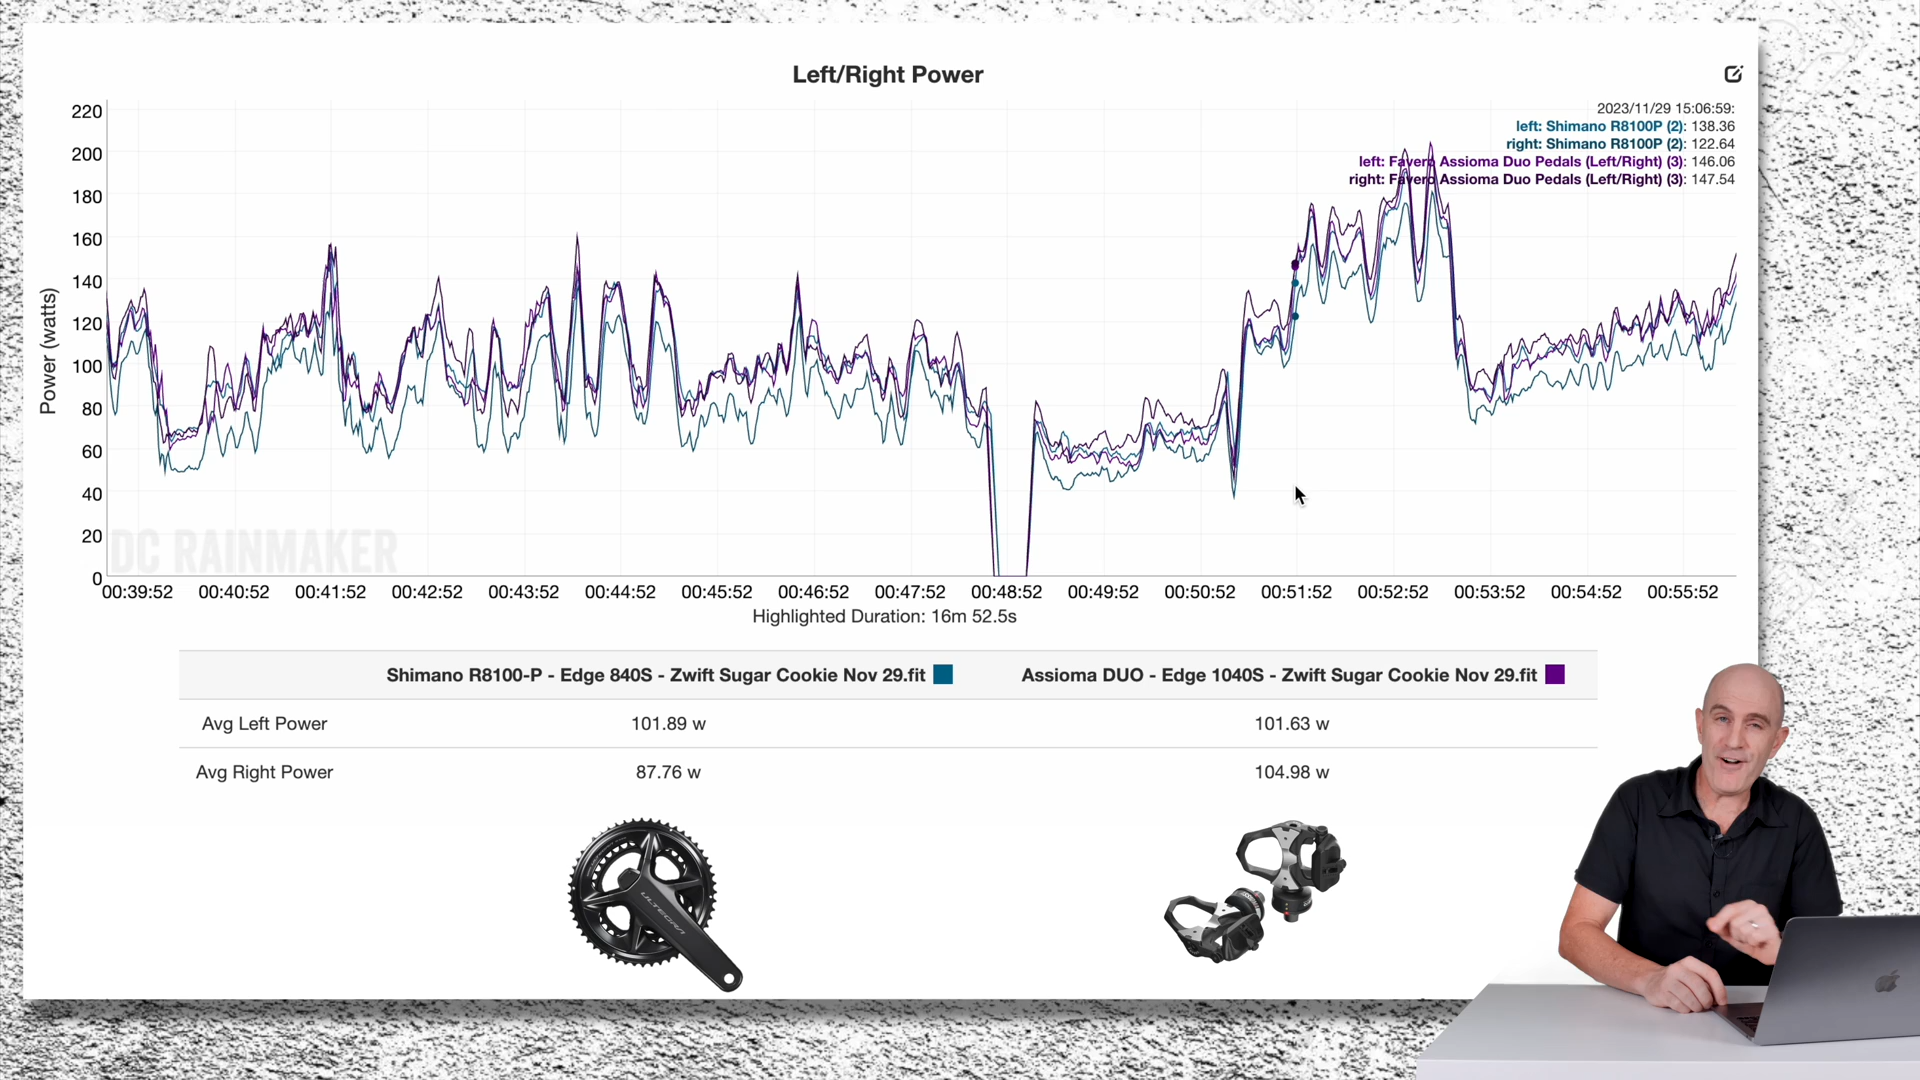 Left/Right Power
2023/11/29 15:06:59:
left: Shimano R8100P (2): 138.36
right: Shimano R8100P (2): 122.64
left: Favero Assioma Duo Pedals (Left/Right) (3): 146.06
right: Favero Assioma Duo Pedals (Left/Right) (3): 147.54
Power (watts)
220
200
180
160
140
120
100
80
60
40
20
0
DC RAINMAKER
00:39:52 00:40:52 00:41:52 00:42:52 00:43:52 00:44:52 00:45:52 00:46:52 00:47:52 00:48:52 00:49:52 00:50:52 00:51:52 00:52:52 00:53:52 00:54:52 00:55:52
Highlighted Duration: 16m 52.5s
Shimano R8100-P - Edge 840S - Zwift Sugar Cookie Nov 29.fit Assioma DUO - Edge 1040S - Zwift Sugar Cookie Nov 29.fit
Avg Left Power 101.89 w 101.63 w
Avg Right Power 87.76 w 104.98 w
ULTEGRA